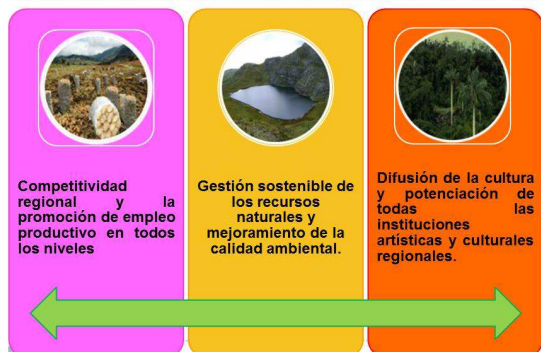 Competitividad
regional y la
promoción de empleo
productivo en todos
los niveles
Gestión sostenible de
los recursos
naturales y
mejoramiento de la
calidad ambiental.
Difusión de la cultura
y potenciación de
todas las
instituciones
artísticas y culturales
regionales.